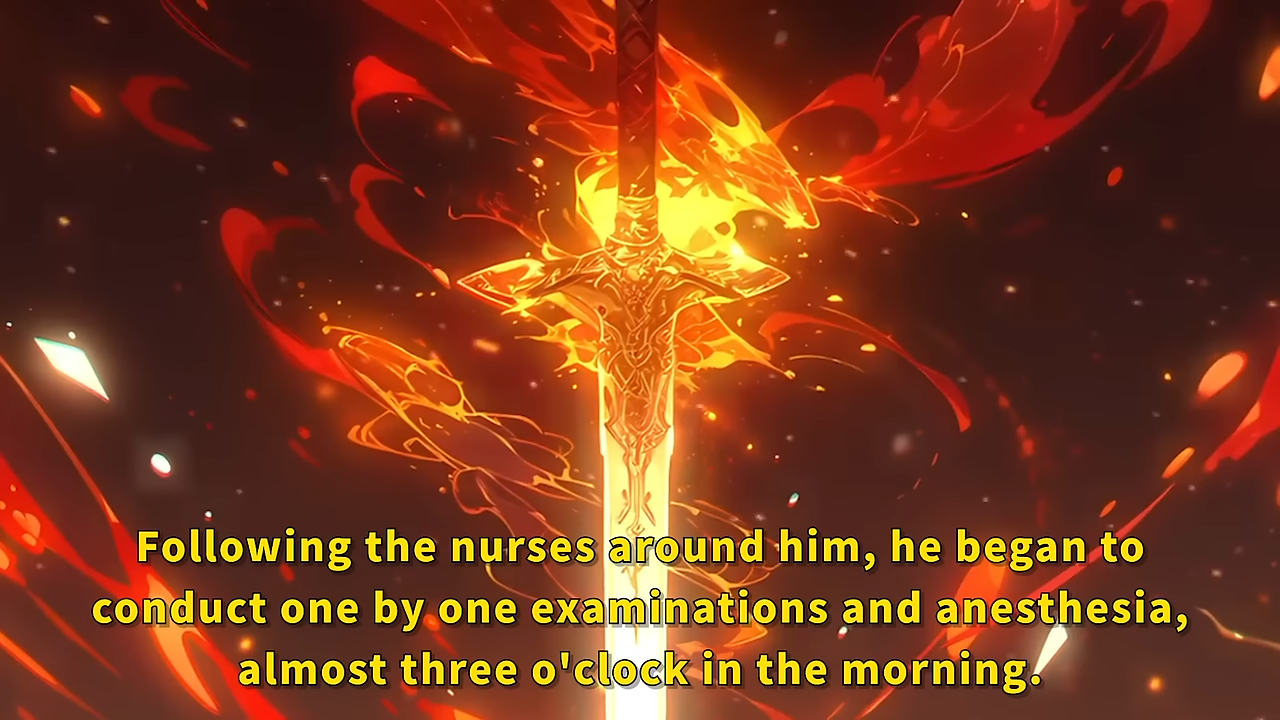 Following the nurses around him, he began to
conduct one by one examinations and anesthesia,
almost three o'clock in the morning.